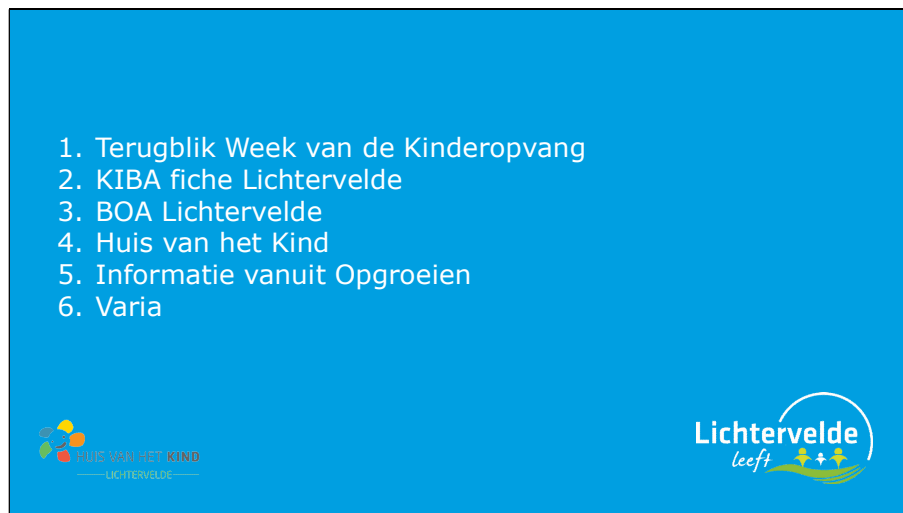 1. Terugblik Week van de Kinderopvang
2. KIBA fiche Lichtervelde
3. BOA Lichtervelde
4. Huis van het Kind
5. Informatie vanuit Opgroeien
6. Varia
HUIS VAN HET KIND
LICHTERVELDE
Lichtervelde
leeft